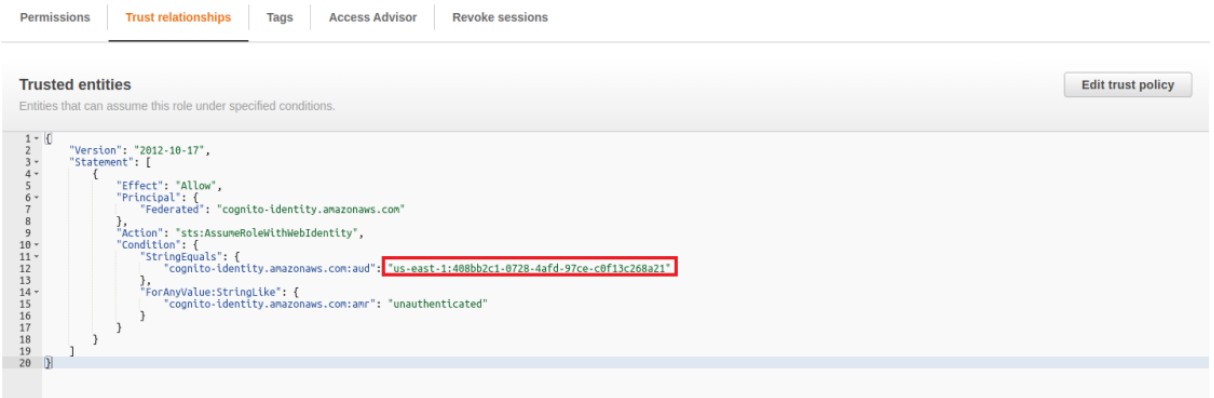 Permissions Trust relationships Tags Access Advisor Revoke sessions
Trusted entities
Edit trust policy
Entities that can assume this role under specified conditions.
1 {
2 "Version": "2012-10-17",
3 "Statement": [
4 {
5 "Effect": "Allow",
6 "Principal": {
7 "Federated": "cognito-identity.amazonaws.com"
8 },
9 "Action": "sts:AssumeRoleWithWebIdentity",
10 "Condition": {
11 "StringEquals": {
12 "cognito-identity.amazonaws.com:aud": "us-east-1:408bb2c1-0728-4afd-97ce-c0f13c268a21"
13 },
14 "ForAnyValue:StringLike": {
15 "cognito-identity.amazonaws.com:amr": "unauthenticated"
16 }
17 }
18 }
19 ]
20 }